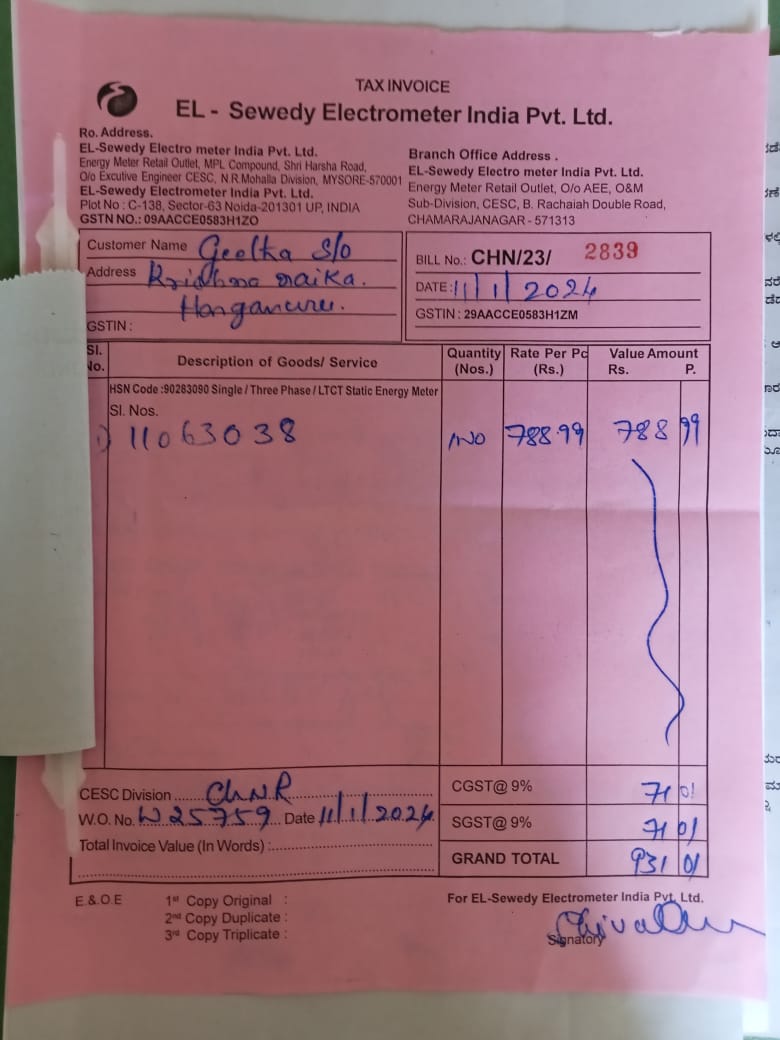 TAX INVOICE
EL - Sewedy Electrometer India Pvt. Ltd.
Ro. Address.
EL-Sewedy Electro meter India Pvt. Ltd.
Energy Meter Retail Outlet, MPL Compound, Shri Harsha Road,
O/o Excutive Engineer CESC, N.R.Mohalla Division, MYSORE-570001
EL-Sewedy Electrometer Pvt. Ltd.
Plot No : C-138, Sector-63 Noida-201301 UP, INDIA
GSTN NO.: 09AACCE0583H1ZO
Branch Office Address .
EL-Sewedy Electro meter India Pvt. Ltd.
Energy Meter Retail Outlet, O/o AEE, O&M
Sub-Division, CESC, B. Rachaiah Double Road,
CHAMARAJANAGAR - 571313
Customer Name Geetha S/o
Address naika.
GSTIN :
BILL No.: CHN/23/ 2839
DATE : 11/1/2024
GSTIN : 29AACCE0583H1ZM
Sl. No. Description of Goods/ Service Quantity (Nos.) Rate Per Pc (Rs.) Value Amount Rs. P.
HSN Code :90283090 Single / Three Phase / LTCT Static Energy Meter
Sl. Nos.
1) 11063038 1No 788.99 788 99
CESC Division ChNR
W.O. No. W25759 Date 11/1/2024
Total Invoice Value (In Words) :
CGST@ 9% 71 01
SGST@ 9% 71 01
GRAND TOTAL 931 01
E & O.E
1st Copy Original :
2nd Copy Duplicate :
3rd Copy Triplicate :
For EL-Sewedy Electrometer India Pvt. Ltd.
Signatory